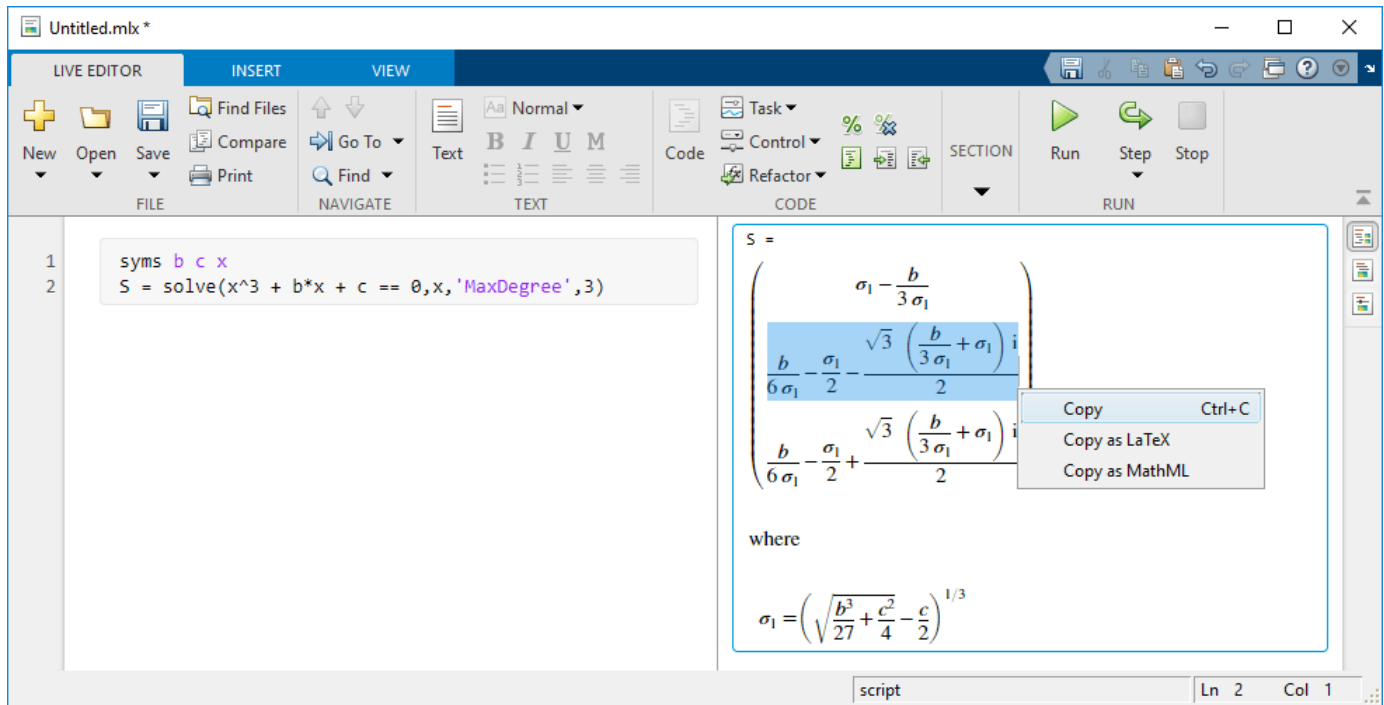 Untitled.mlx *
LIVE EDITOR INSERT VIEW
New Open Save
Find Files
Compare
Print
FILE
Go To
Find
NAVIGATE
Text
Aa Normal
B I U M
TEXT
Code
Task
Control
Refactor
CODE
SECTION
Run Step Stop
RUN
1 syms b c x
2 S = solve(x^3 + b*x + c == 0,x,'MaxDegree',3)
S =
σ₁ − b/(3 σ₁)
b/(6 σ₁) − σ₁/2 − (√3 (b/(3 σ₁) + σ₁) i)/2
b/(6 σ₁) − σ₁/2 + (√3 (b/(3 σ₁) + σ₁) i)/2
Copy Ctrl+C
Copy as LaTeX
Copy as MathML
where
σ₁ = (√(b³/27 + c²/4) − c/2)^1/3
script
Ln 2 Col 1